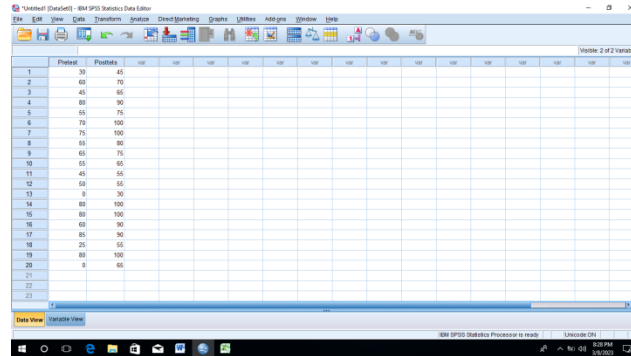 *Untitled1 [DataSet0] - IBM SPSS Statistics Data Editor
File Edit View Data Transform Analyze Direct Marketing Graphs Utilities Add-ons Window Help
Visible: 2 of 2 Variab
Pretest Posttets var var var var var var var var var var var var var
1 30 45
2 60 70
3 45 65
4 80 90
5 55 75
6 70 100
7 75 100
8 55 80
9 65 75
10 55 65
11 45 55
12 50 55
13 0 30
14 80 100
15 80 100
16 60 90
17 85 90
18 25 55
19 80 100
20 0 65
21
22
23
Data View Variable View
IBM SPSS Statistics Processor is ready Unicode:ON
8:28 PM
3/8/2023